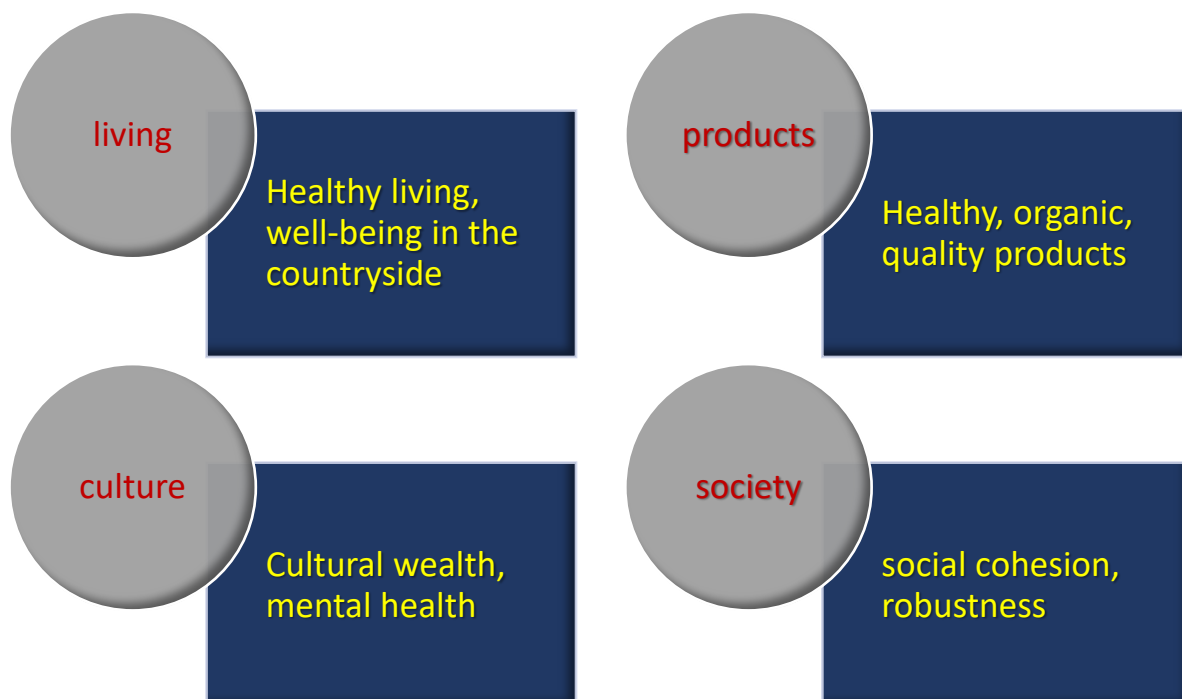 living
Healthy living,
well-being in the
countryside
products
Healthy, organic,
quality products
culture
Cultural wealth,
mental health
society
social cohesion,
robustness